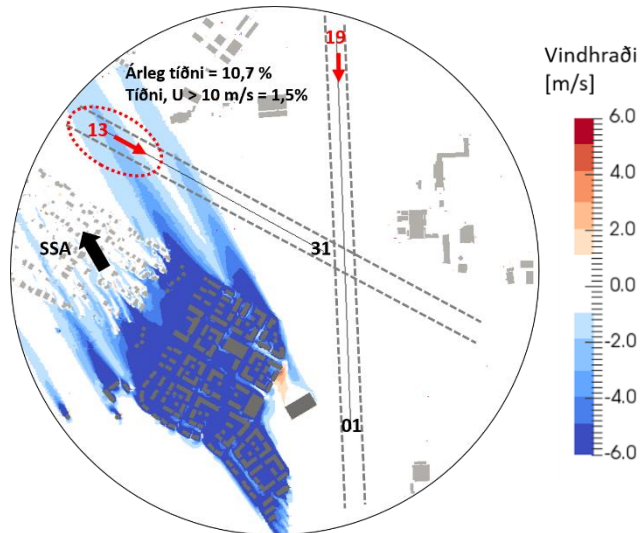 19
Árleg tíðni = 10,7 %
Tíðni, U > 10 m/s = 1,5%
13
SSA
31
01
Vindhraði
[m/s]
6.0
4.0
2.0
0.0
-2.0
-4.0
-6.0